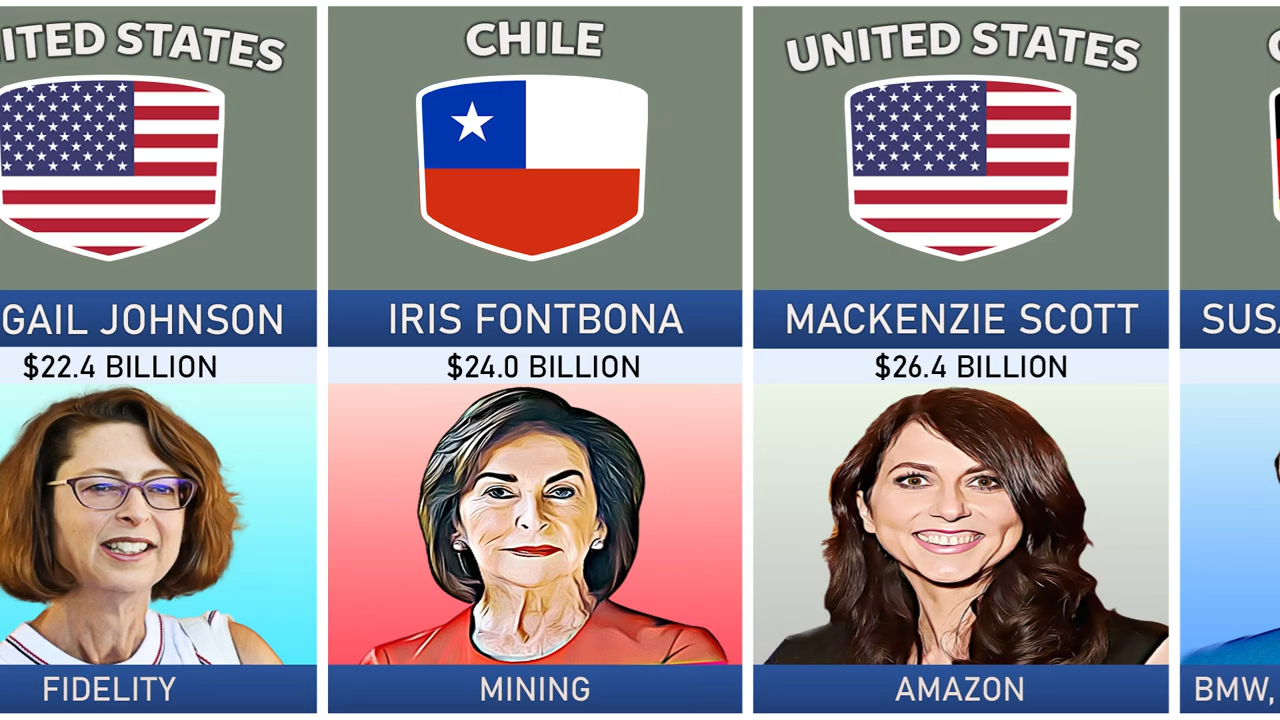 ITED STATES
GAIL JOHNSON
$22.4 BILLION
FIDELITY
CHILE
IRIS FONTBONA
$24.0 BILLION
MINING
UNITED STATES
MACKENZIE SCOTT
$26.4 BILLION
AMAZON
SUSA
BMW,